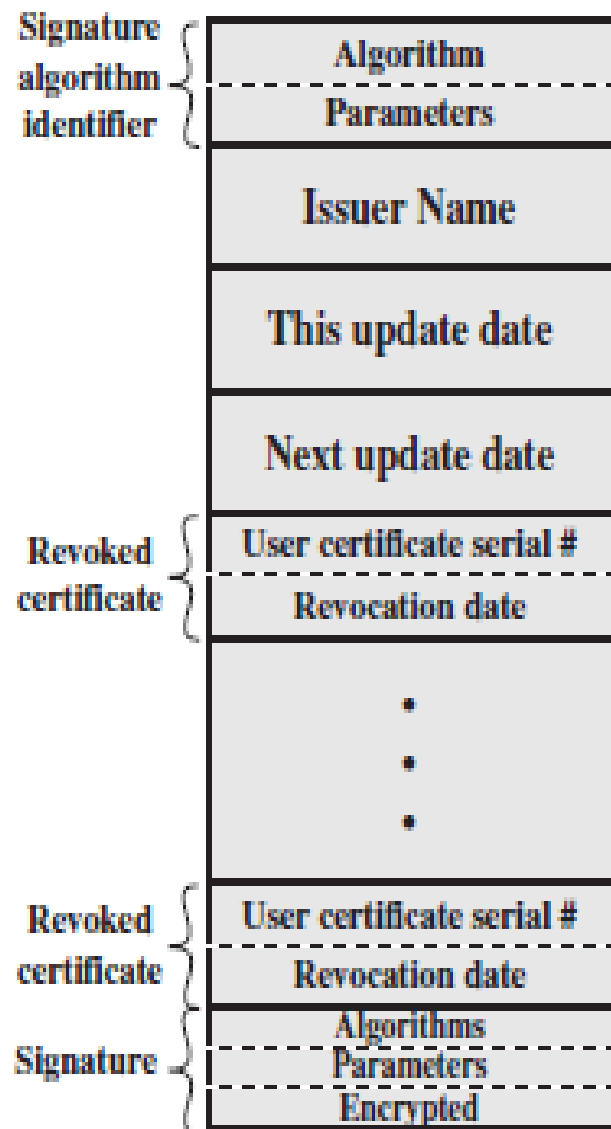 Signature
algorithm
identifier
Algorithm
Parameters
Issuer Name
This update date
Next update date
Revoked
certificate
User certificate serial #
Revocation date
Revoked
certificate
User certificate serial #
Revocation date
Signature
Algorithms
Parameters
Encrypted